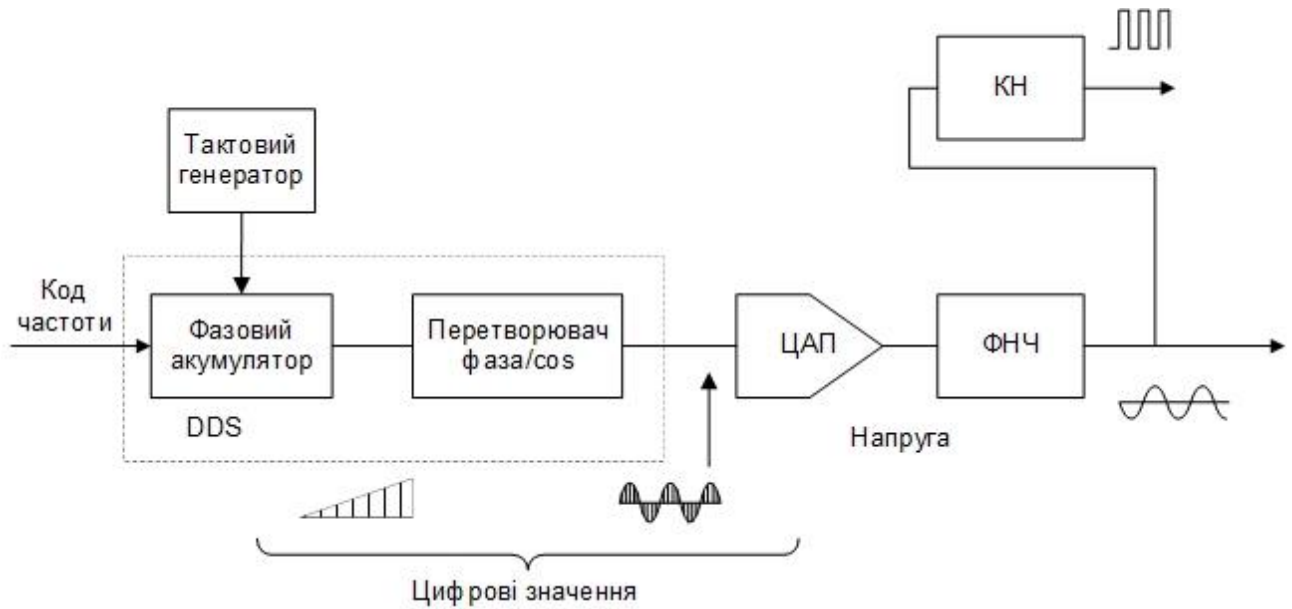 КН
Тактовий
генератор
Код
частоти
Фазовий
акумулятор
Перетворювач
фаза/cos
ЦАП
ФНЧ
DDS
Напруга
Цифрові значення